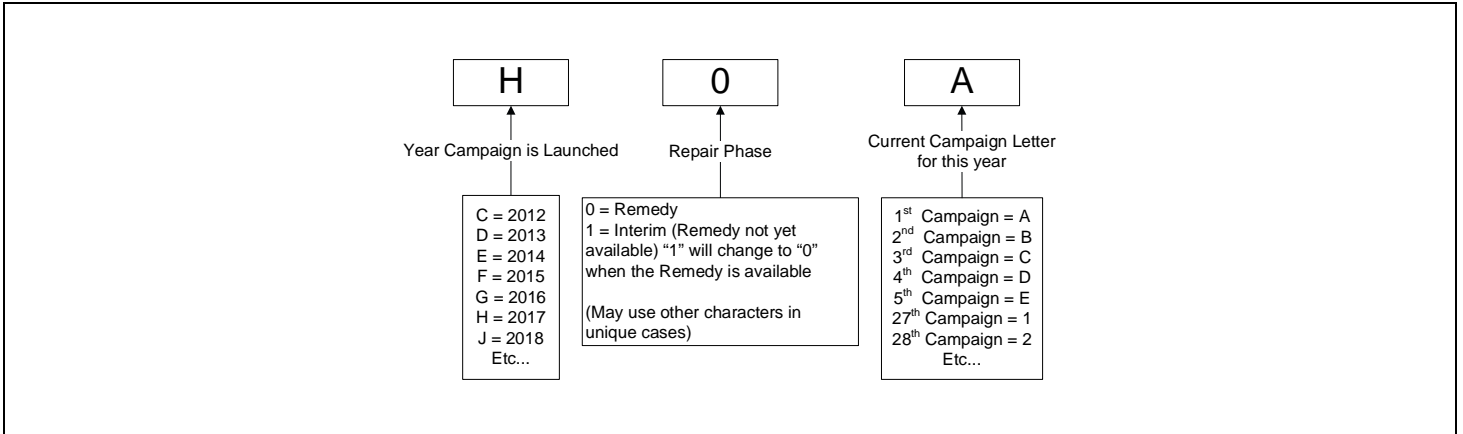 H
0
A
Year Campaign is Launched
Repair Phase
Current Campaign Letter
for this year
C = 2012
D = 2013
E = 2014
F = 2015
G = 2016
H = 2017
J = 2018
Etc...
0 = Remedy
1 = Interim (Remedy not yet
available) “1” will change to “0”
when the Remedy is available
(May use other characters in
unique cases)
1st Campaign = A
2nd Campaign = B
3rd Campaign = C
4th Campaign = D
5th Campaign = E
27th Campaign = 1
28th Campaign = 2
Etc...